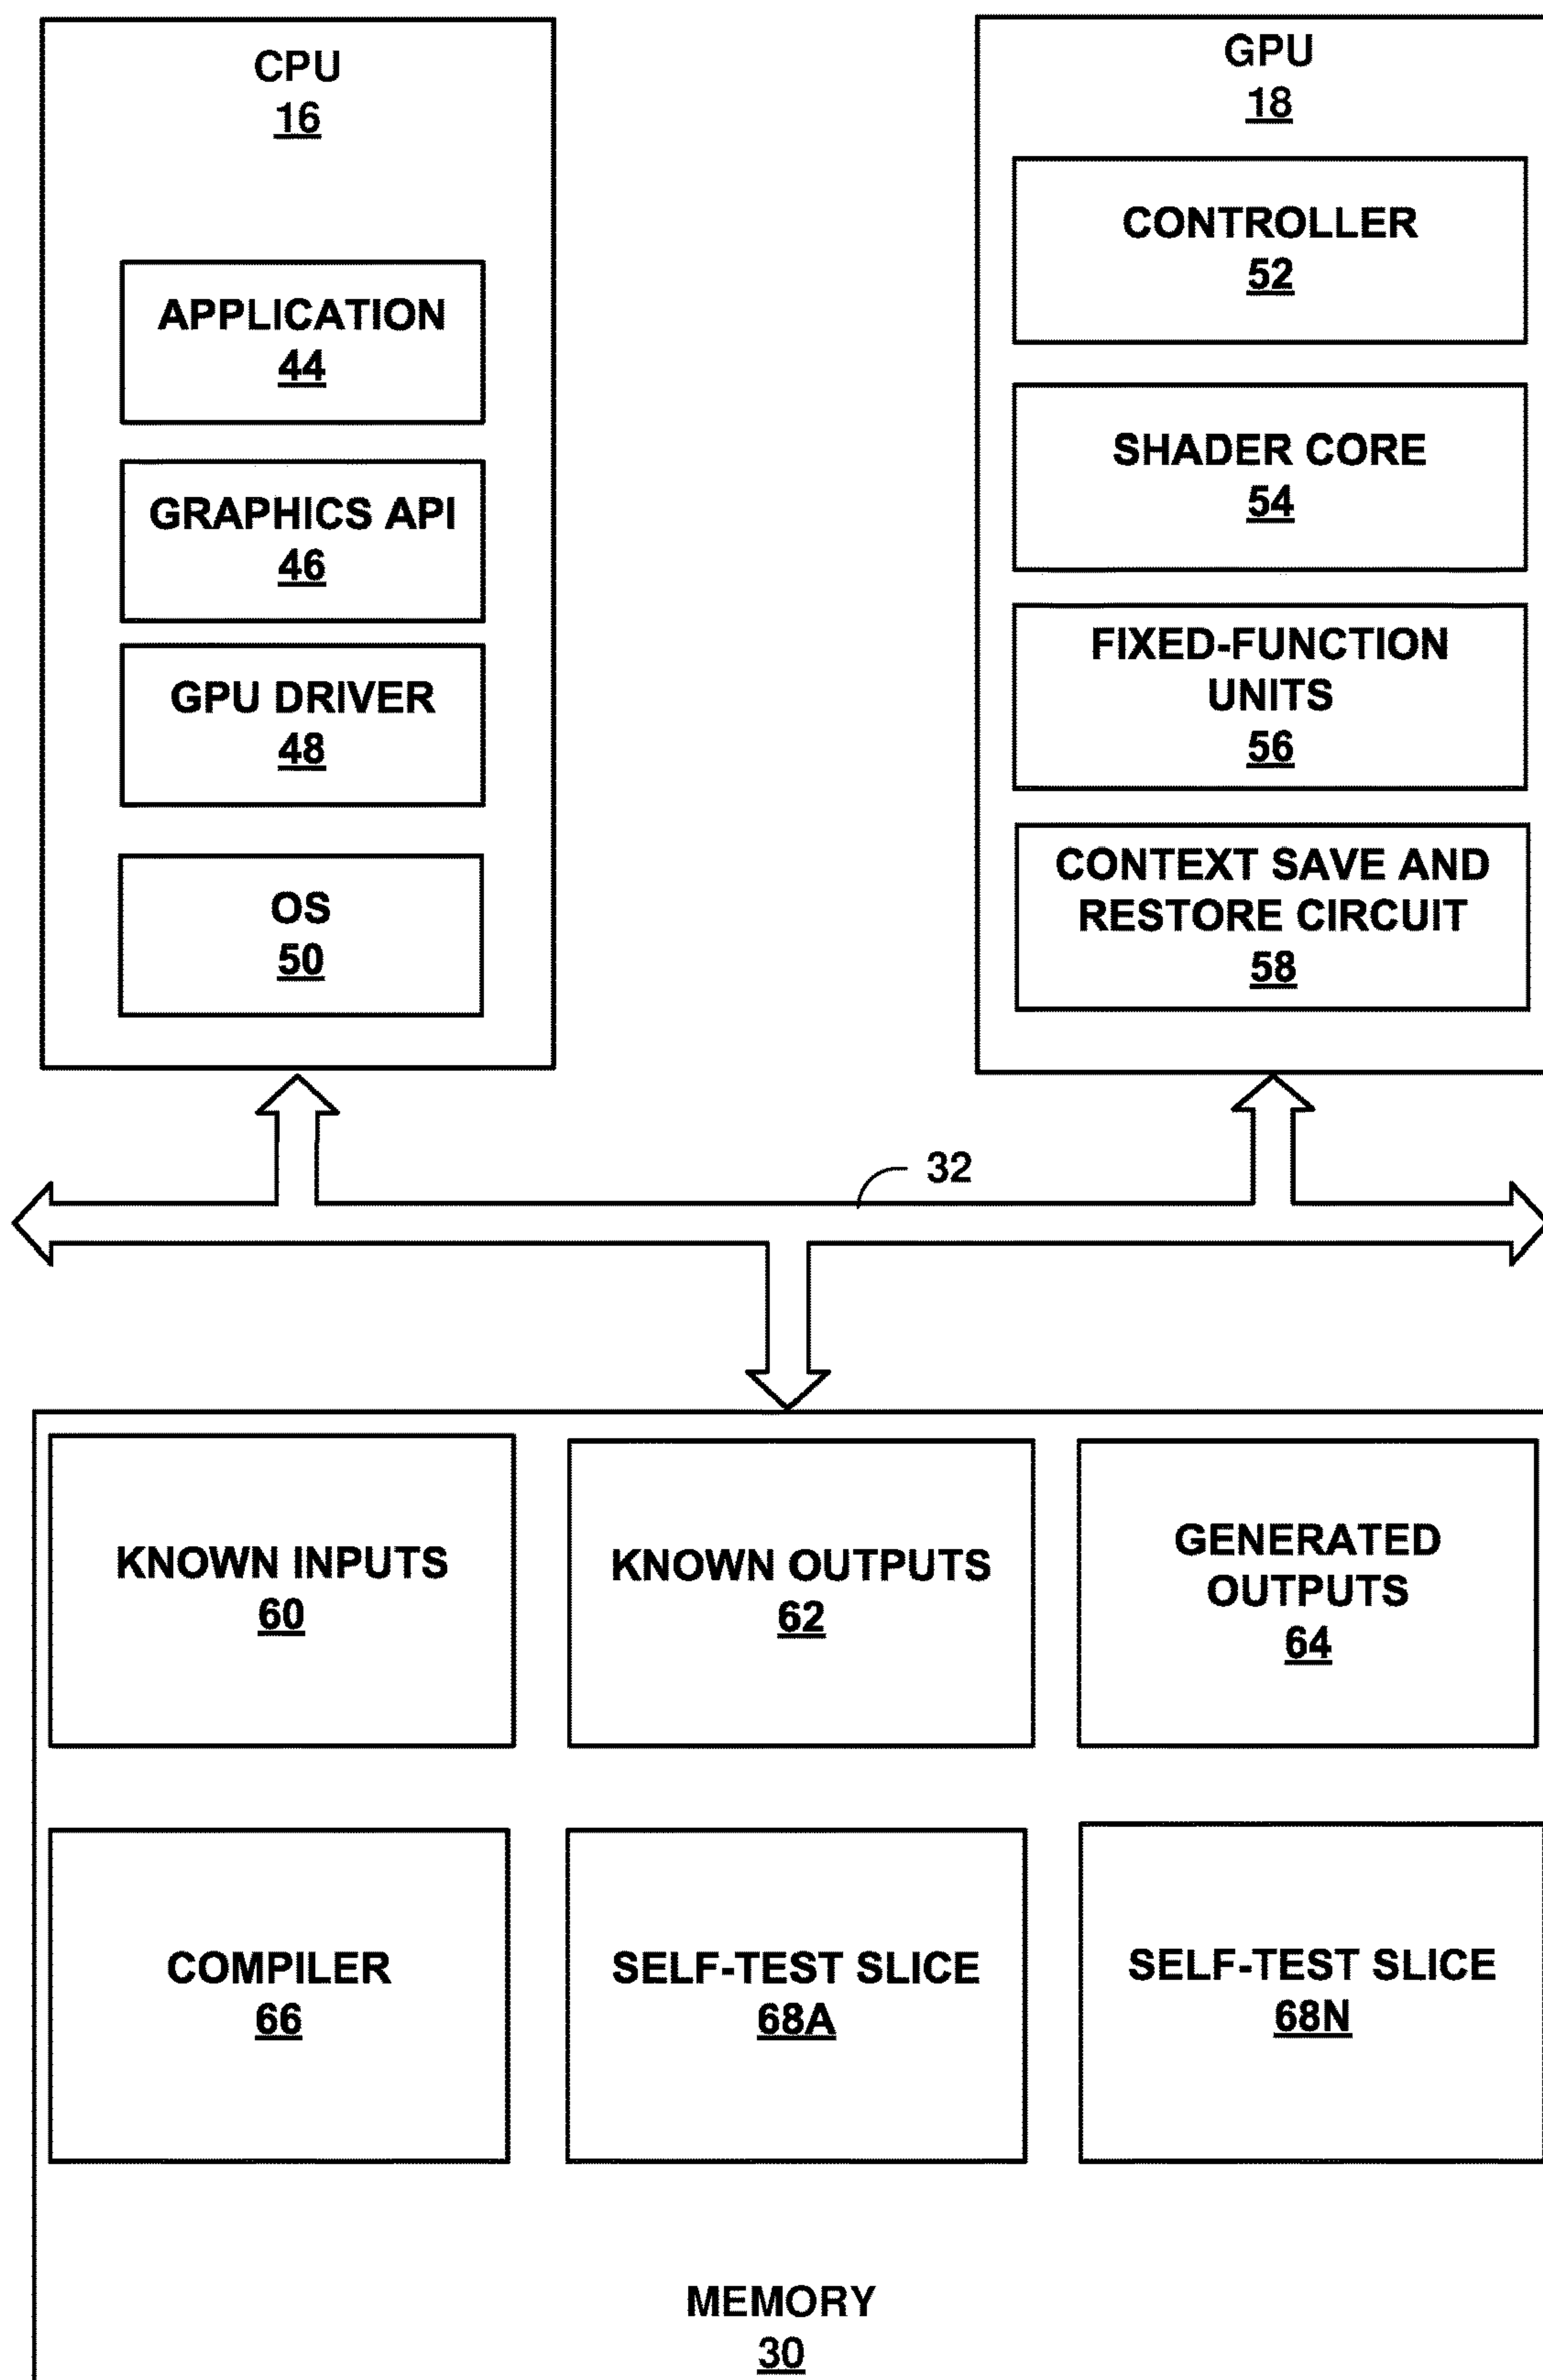 CPU
16
APPLICATION
44
GRAPHICS API
46
GPU DRIVER
48
OS
50
GPU
18
CONTROLLER
52
SHADER CORE
54
FIXED-FUNCTION
UNITS
56
CONTEXT SAVE AND
RESTORE CIRCUIT
58
32
KNOWN INPUTS
60
KNOWN OUTPUTS
62
GENERATED
OUTPUTS
64
COMPILER
66
SELF-TEST SLICE
68A
SELF-TEST SLICE
68N
MEMORY
30